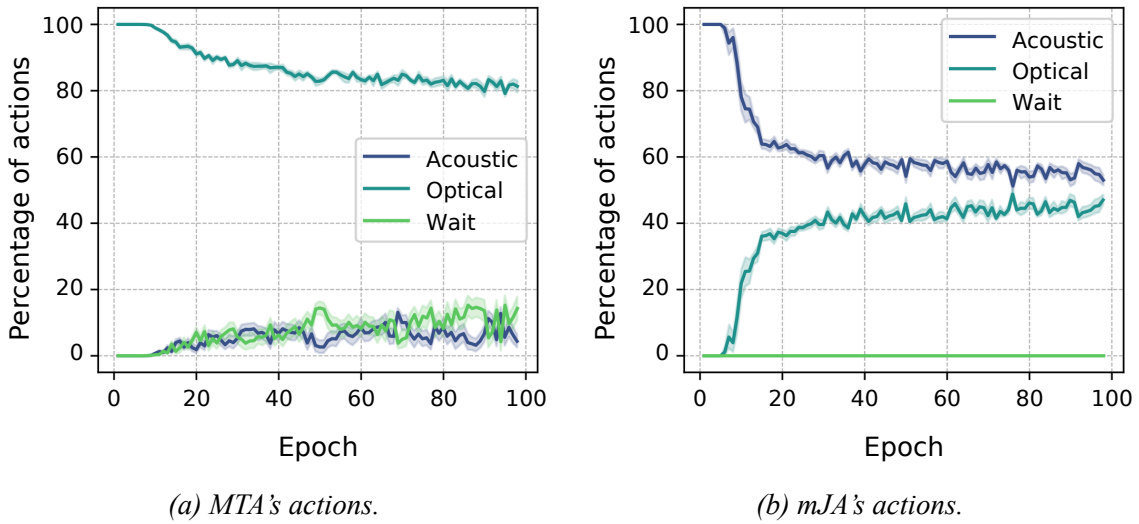 100
80
60
40
20
0
Percentage of actions
Acoustic
Optical
Wait
0 20 40 60 80 100
Epoch
(a) MTA's actions.
100
80
60
40
20
0
Percentage of actions
Acoustic
Optical
Wait
0 20 40 60 80 100
Epoch
(b) mJA's actions.